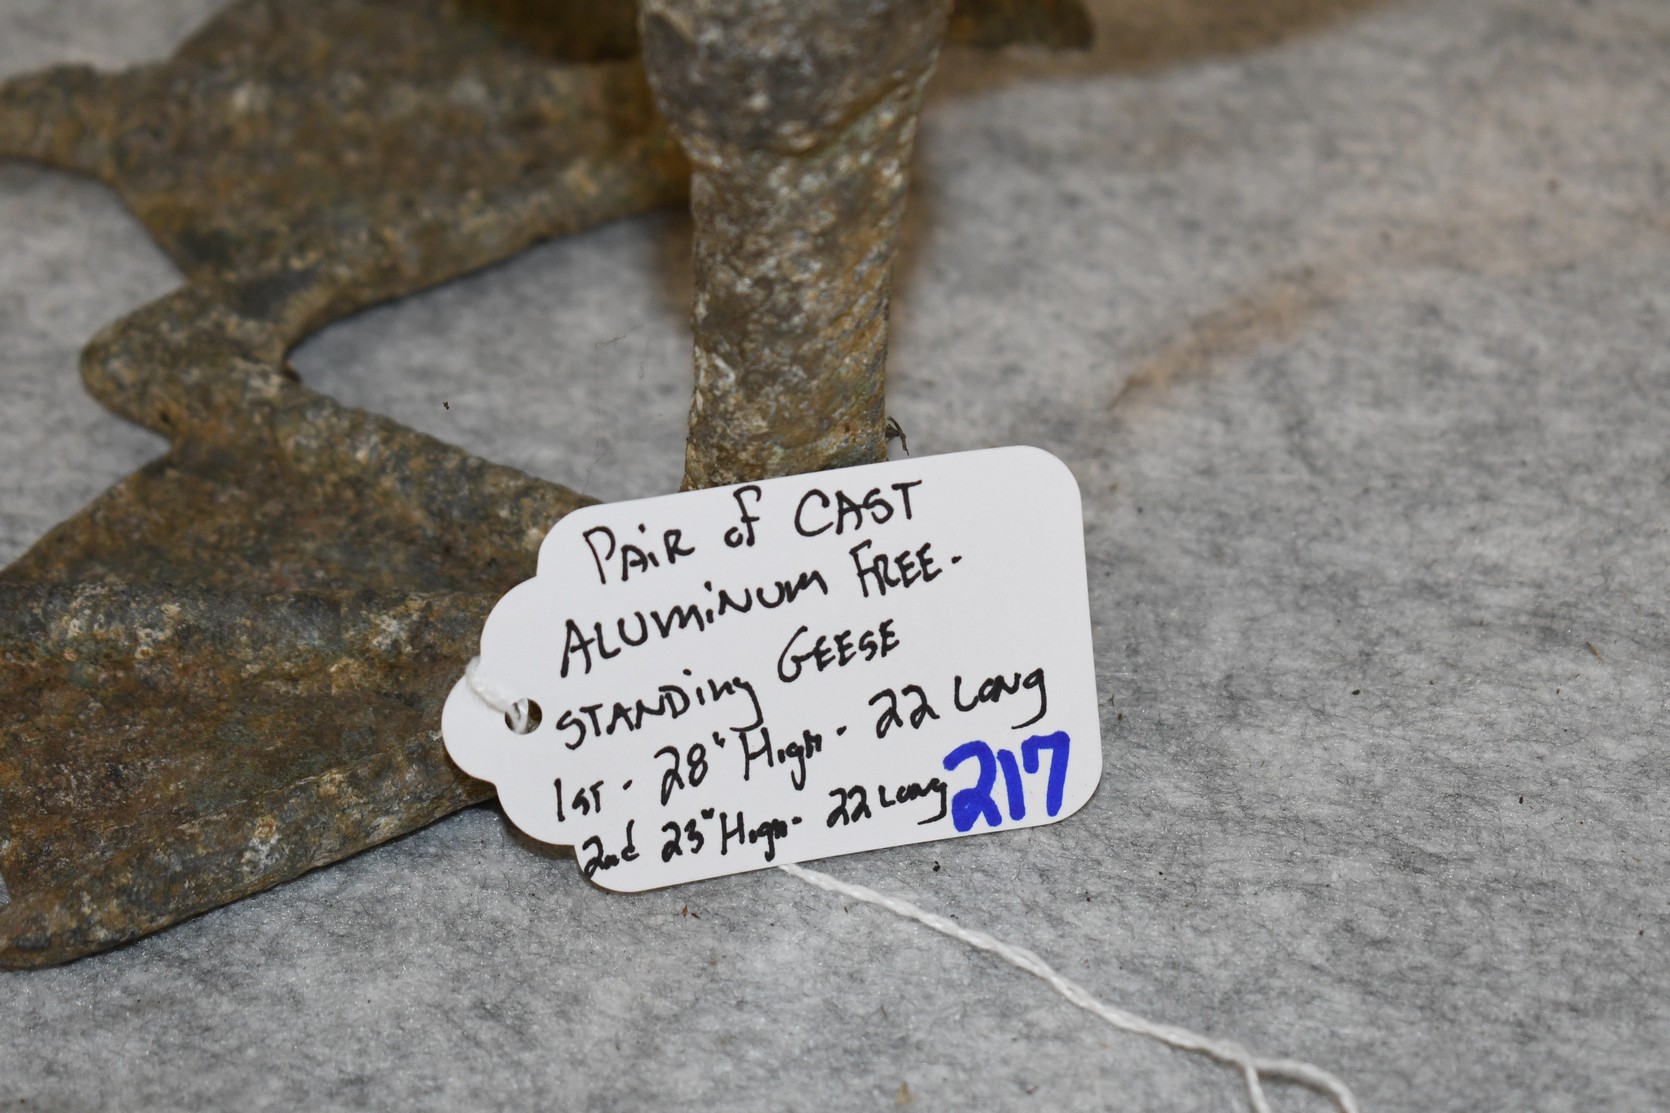 PAiR of CAST
ALUMiNUM FREE-
STANDiNg GEESE
1ST - 28" High - 22 Long
2nd 23" High - 22 Long 217